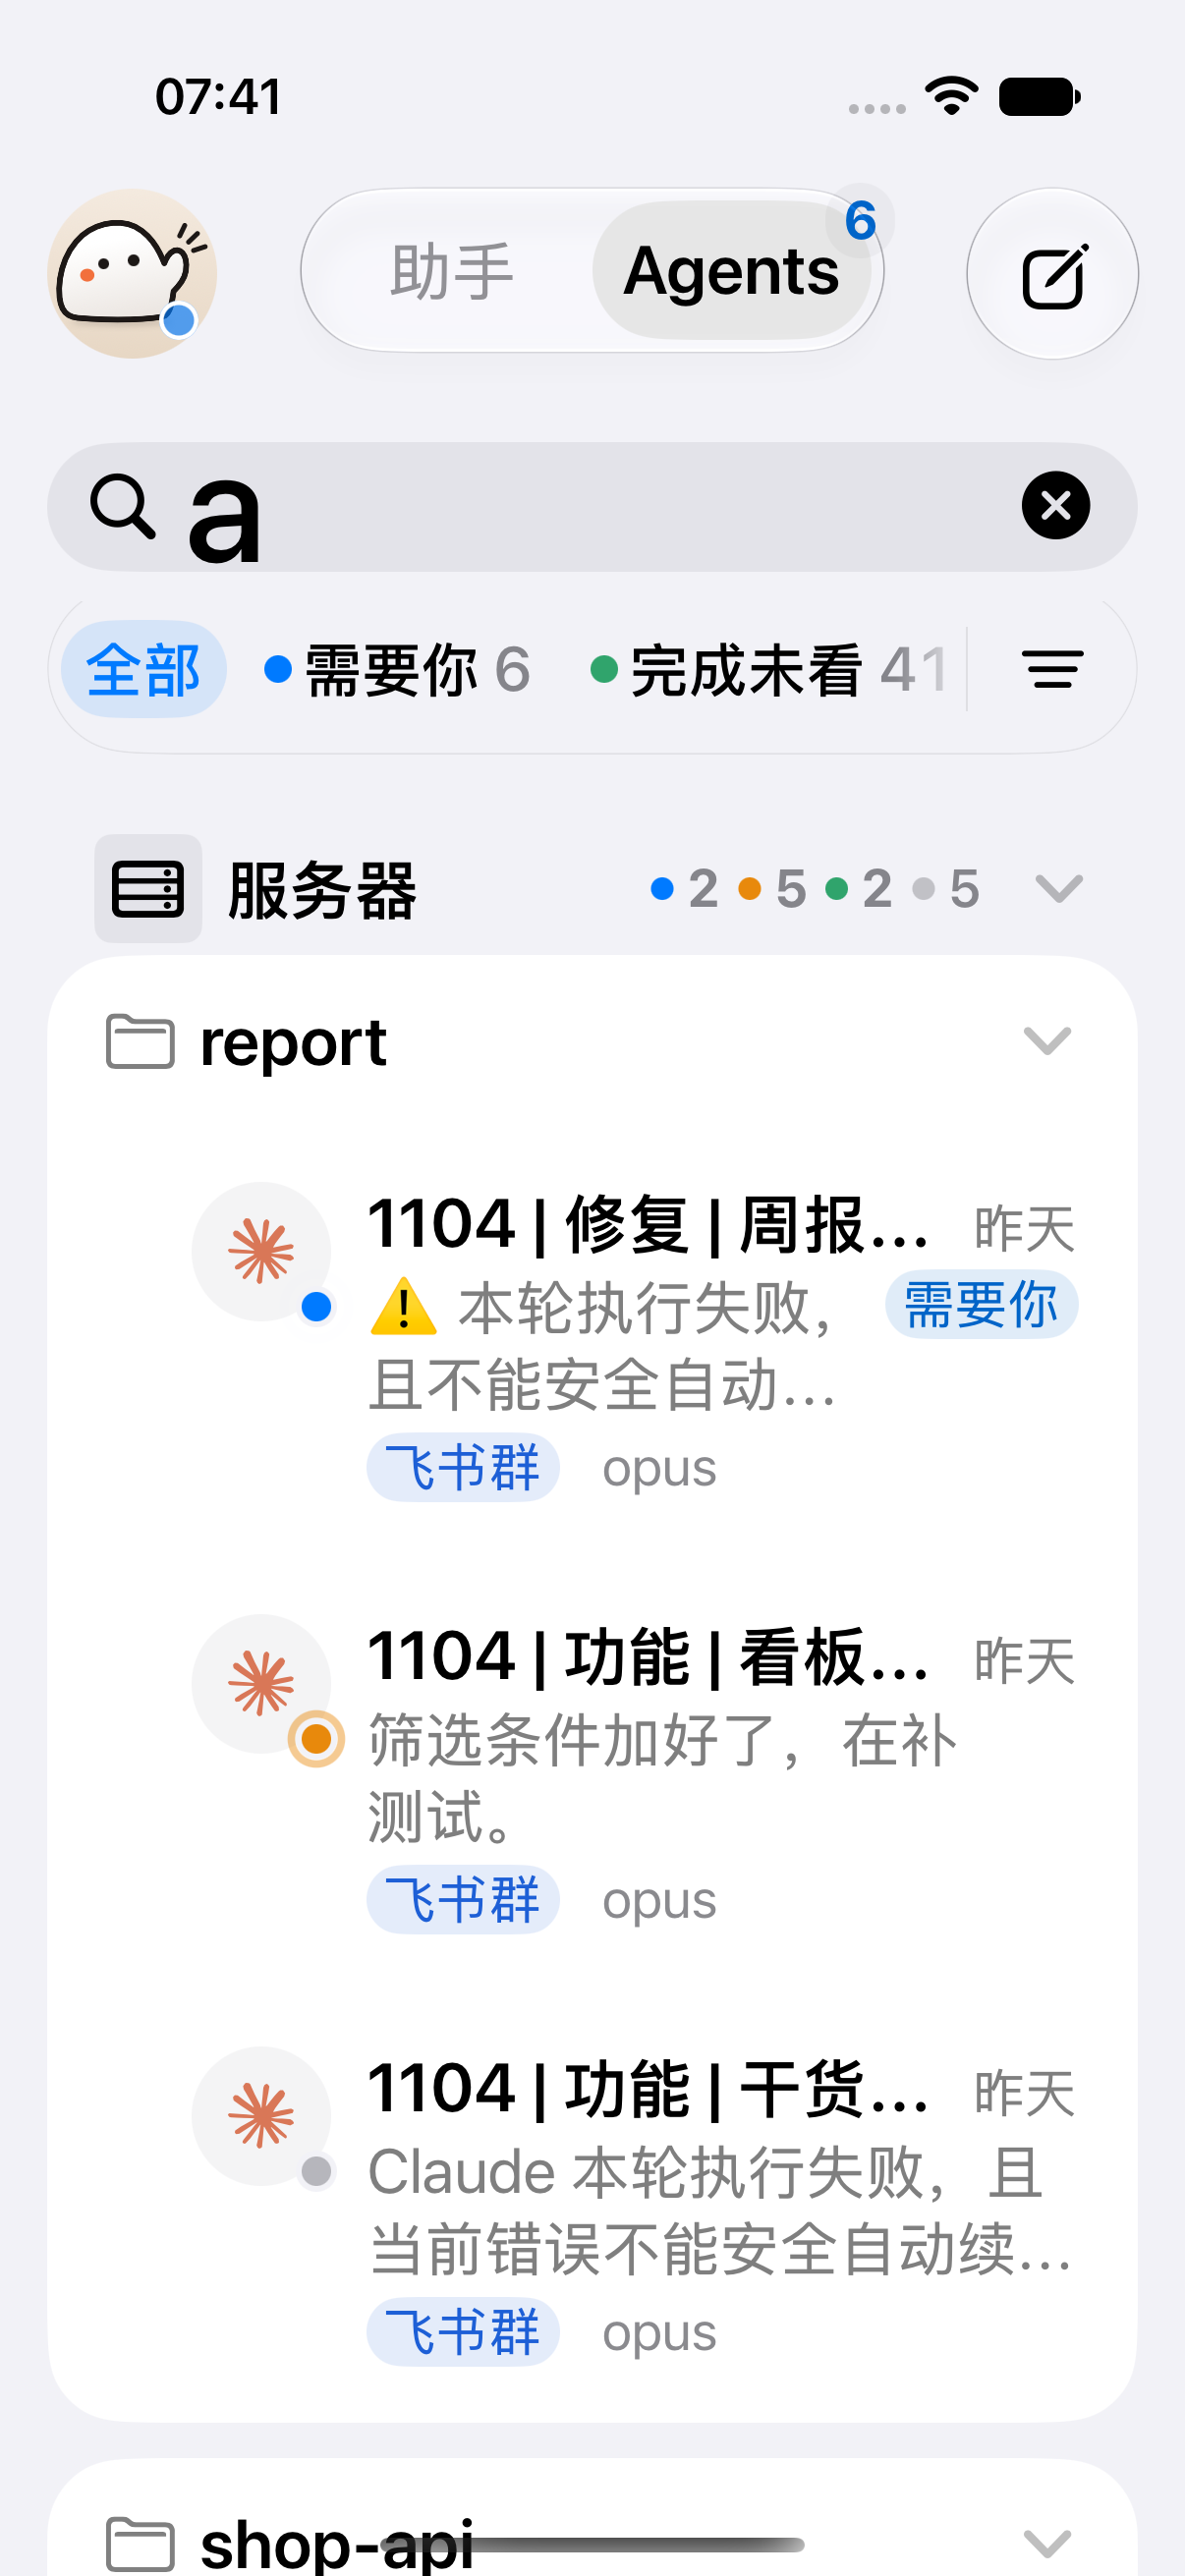 07:41
助手
Agents
6
a
全部
需要你 6
完成未看 41
服务器
2 5 2 5
report
1104 | 修复 | 周报… 昨天
⚠️ 本轮执行失败， 需要你
且不能安全自动…
飞书群 opus
1104 | 功能 | 看板… 昨天
筛选条件加好了，在补
测试。
飞书群 opus
1104 | 功能 | 干货… 昨天
Claude 本轮执行失败，且
当前错误不能安全自动续…
飞书群 opus
shop-api